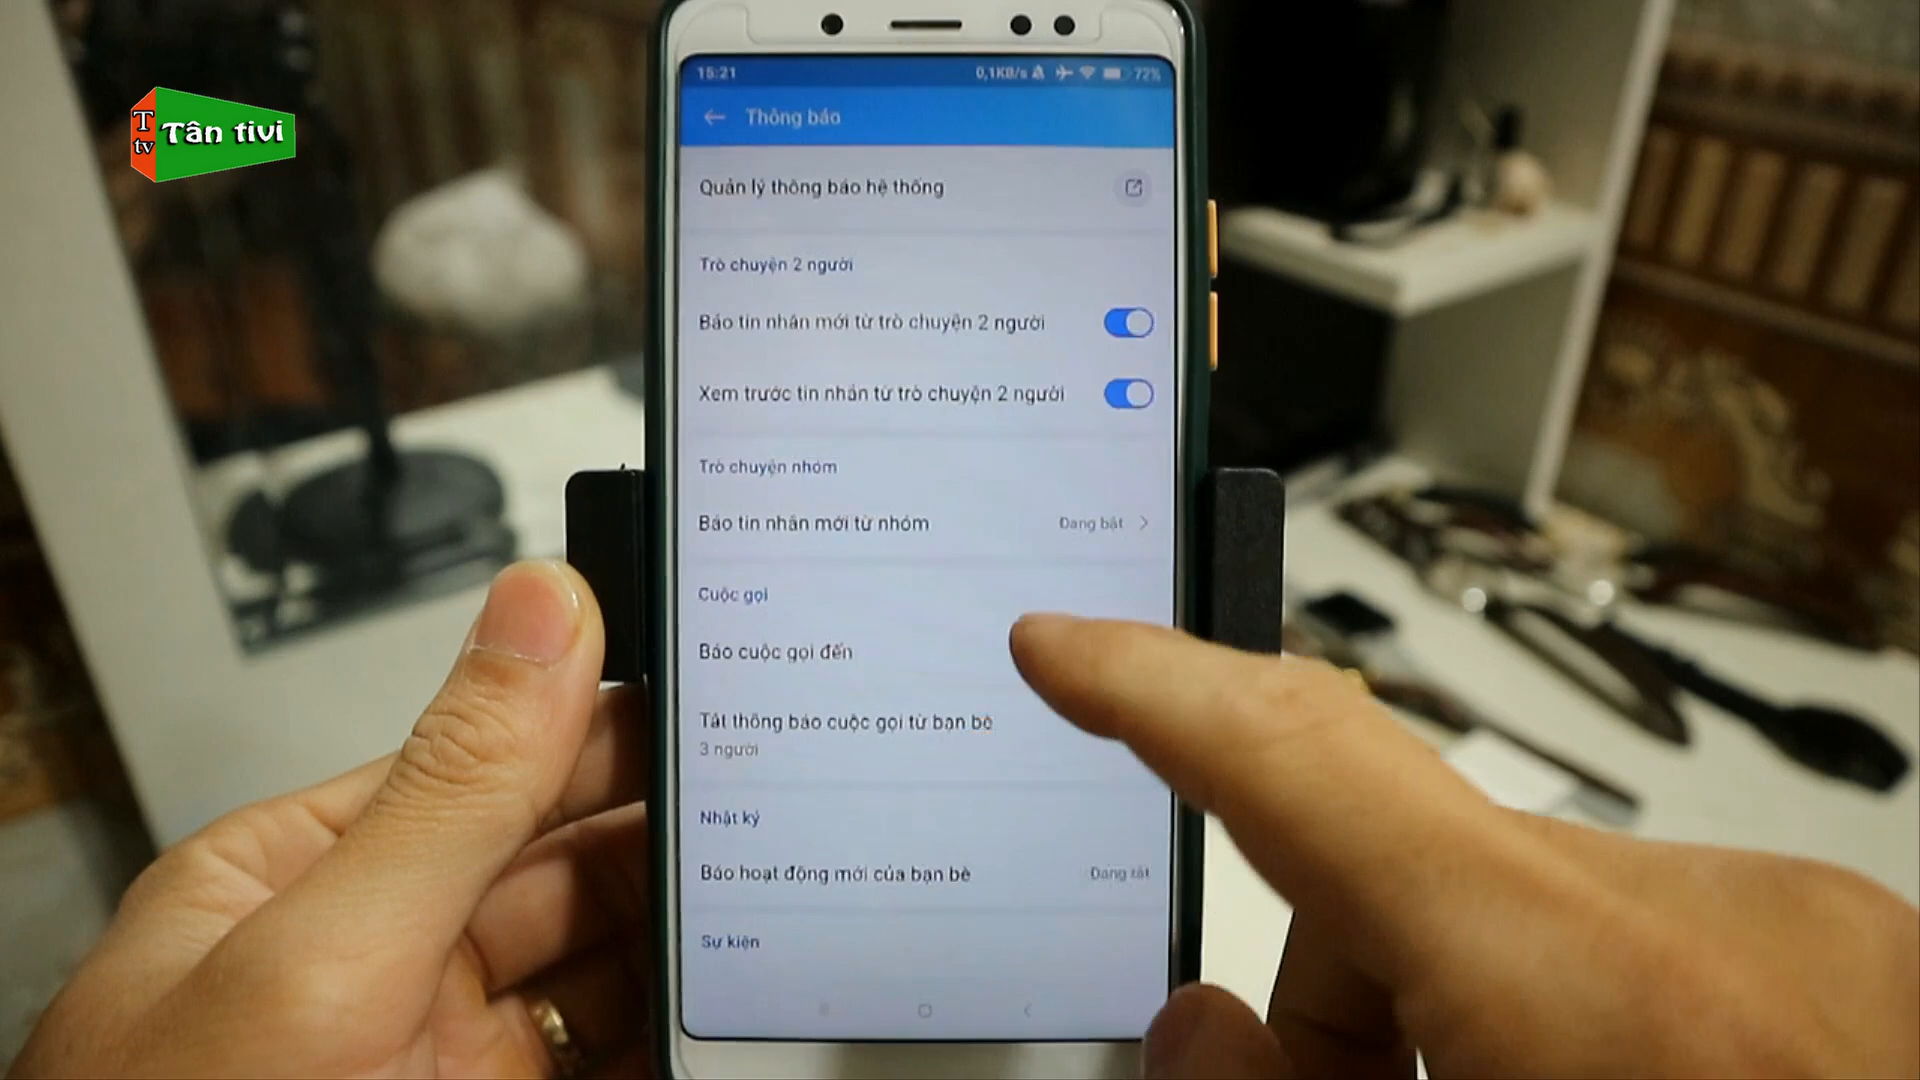 T
tv
Tân tivi
15:21
0,1KB/s
72%
Thông báo
Quản lý thông báo hệ thống
Trò chuyện 2 người
Báo tin nhắn mới từ trò chuyện 2 người
Xem trước tin nhắn từ trò chuyện 2 người
Trò chuyện nhóm
Báo tin nhắn mới từ nhóm
Đang bật
Cuộc gọi
Báo cuộc gọi đến
Tắt thông báo cuộc gọi từ bạn bè
3 người
Nhật ký
Báo hoạt động mới của bạn bè
Đang tắt
Sự kiện